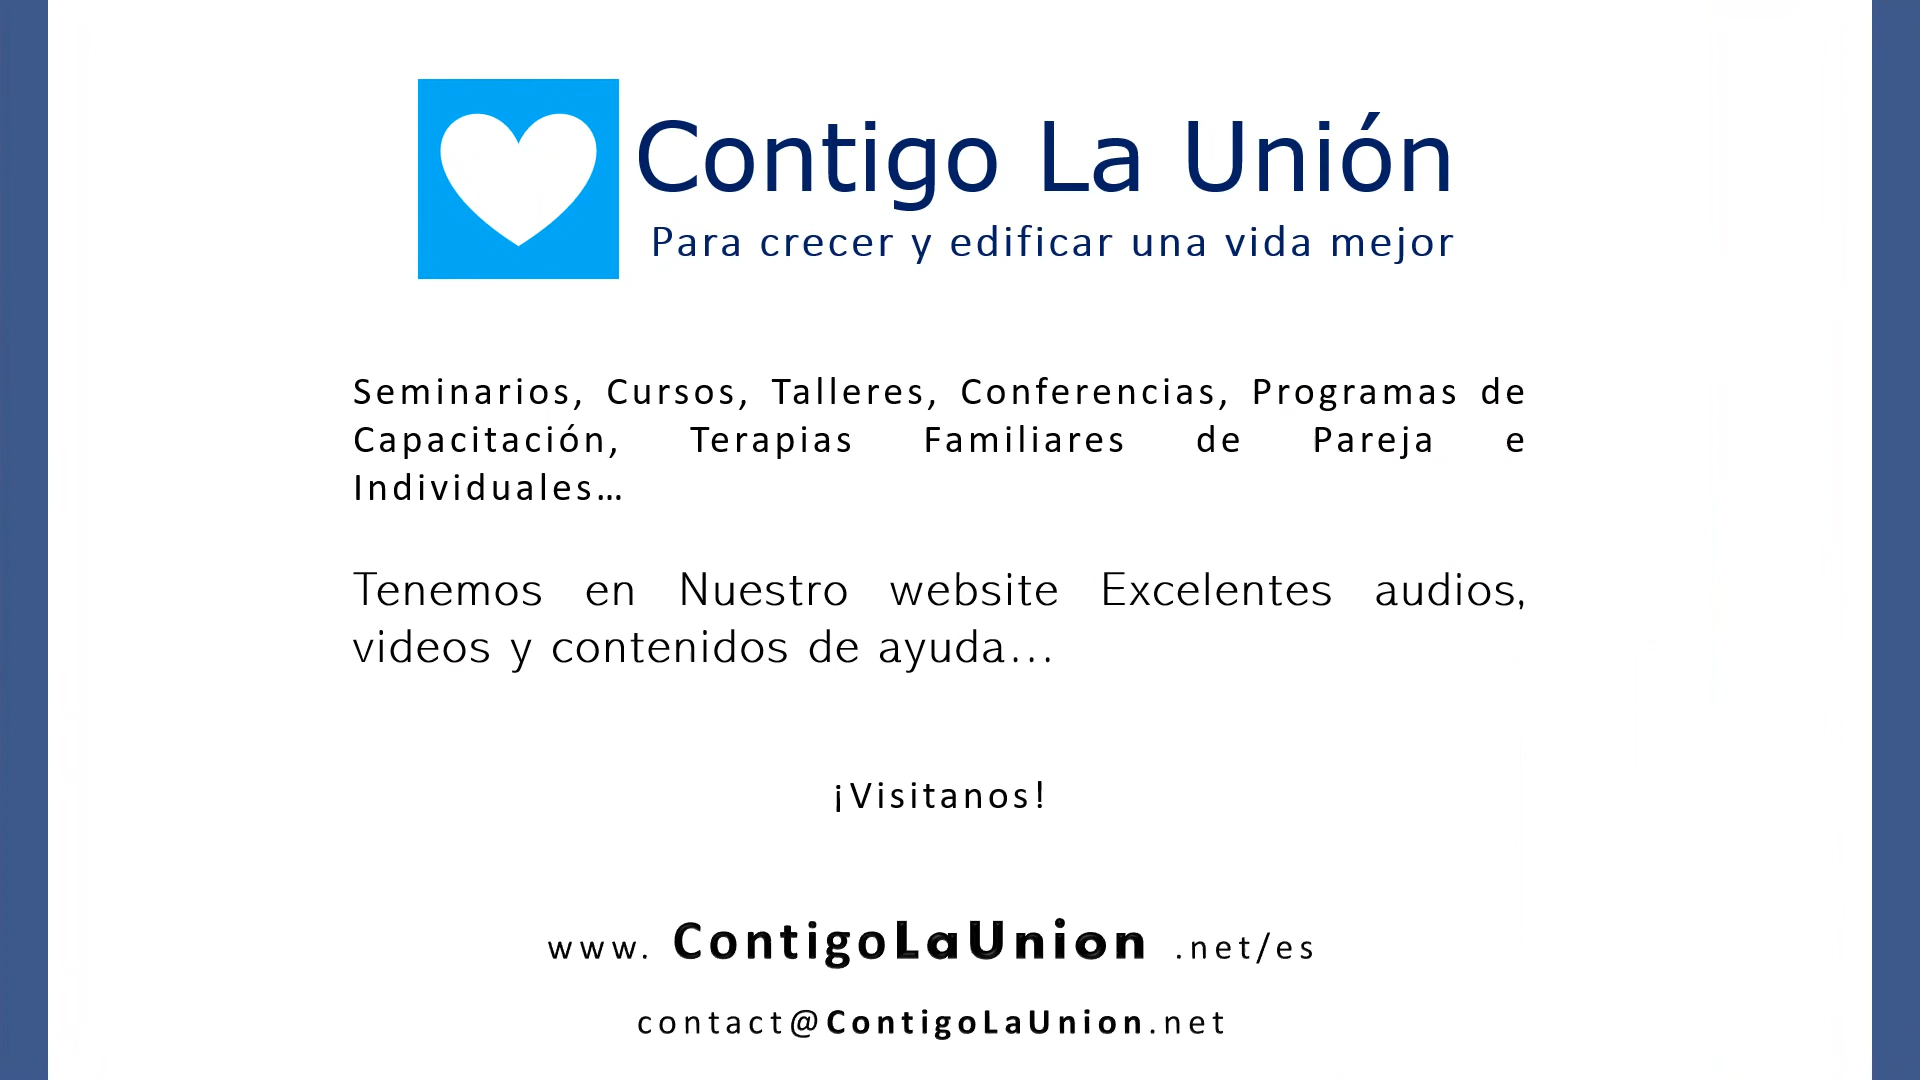 Contigo La Unión
Para crecer y edificar una vida mejor
Seminarios, Cursos, Talleres, Conferencias, Programas de
Capacitación, Terapias Familiares de Pareja e
Individuales…
Tenemos en Nuestro website Excelentes audios,
videos y contenidos de ayuda…
¡Visitanos!
www. ContigoLaUnion .net/es
contact@ContigoLaUnion.net